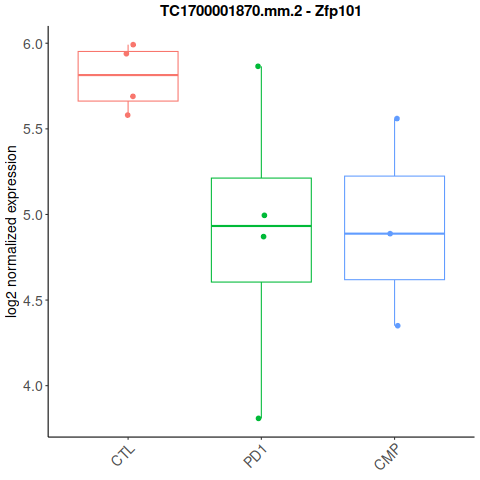 TC1700001870.mm.2 - Zfp101
log2 normalized expression
6.0
5.5
5.0
4.5
4.0
CTL
PD1
CMP